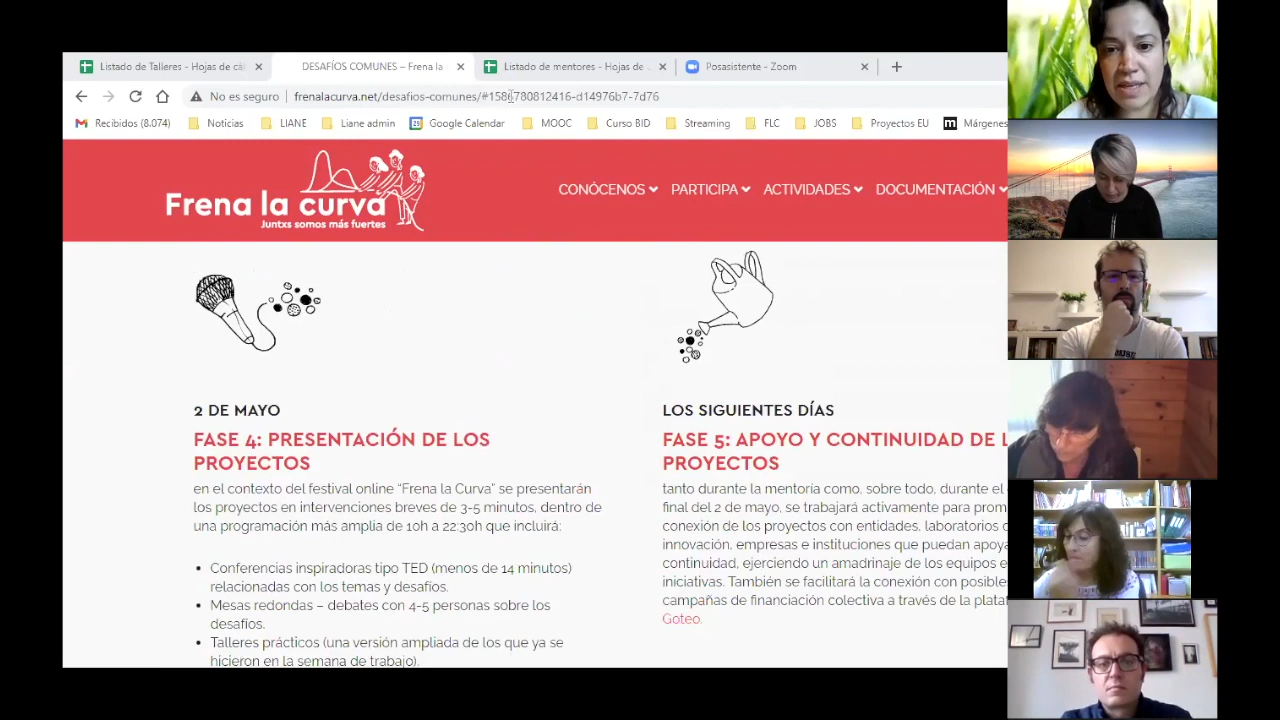 Listado de Talleres - Hojas de cál
DESAFÍOS COMUNES – Frena la
Listado de mentores - Hojas de
Posasistente - Zoom
No es seguro
frenalacurva.net/desafios-comunes/#1586780812416-d14976b7-7d76
Recibidos (8.074)
Noticias
LIANE
Liane admin
Google Calendar
MOOC
Curso BID
Streaming
FLC
JOBS
Proyectos EU
Márgenes
Frena la curva
Juntxs somos más fuertes
CONÓCENOS
PARTICIPA
ACTIVIDADES
DOCUMENTACIÓN
2 DE MAYO
FASE 4: PRESENTACIÓN DE LOS
PROYECTOS
en el contexto del festival online “Frena la Curva” se presentarán
los proyectos en intervenciones breves de 3-5 minutos, dentro de
una programación más amplia de 10h a 22.30h que incluirá:
• Conferencias inspiradoras tipo TED (menos de 14 minutos)
relacionadas con los temas y desafíos.
• Mesas redondas – debates con 4-5 personas sobre los
desafíos.
• Talleres prácticos (una versión ampliada de los que ya se
hicieron en la semana de trabajo).
LOS SIGUIENTES DÍAS
FASE 5: APOYO Y CONTINUIDAD DE L
PROYECTOS
tanto durante la mentoría como, sobre todo, durante el
final del 2 de mayo, se trabajará activamente para prom
conexión de los proyectos con entidades, laboratorios
innovación, empresas e instituciones que puedan apoya
continuidad, ejerciendo un amadrinaje de los equipos e
iniciativas. También se facilitará la conexión con posible
campañas de financiación colectiva a través de la plata
Goteo.